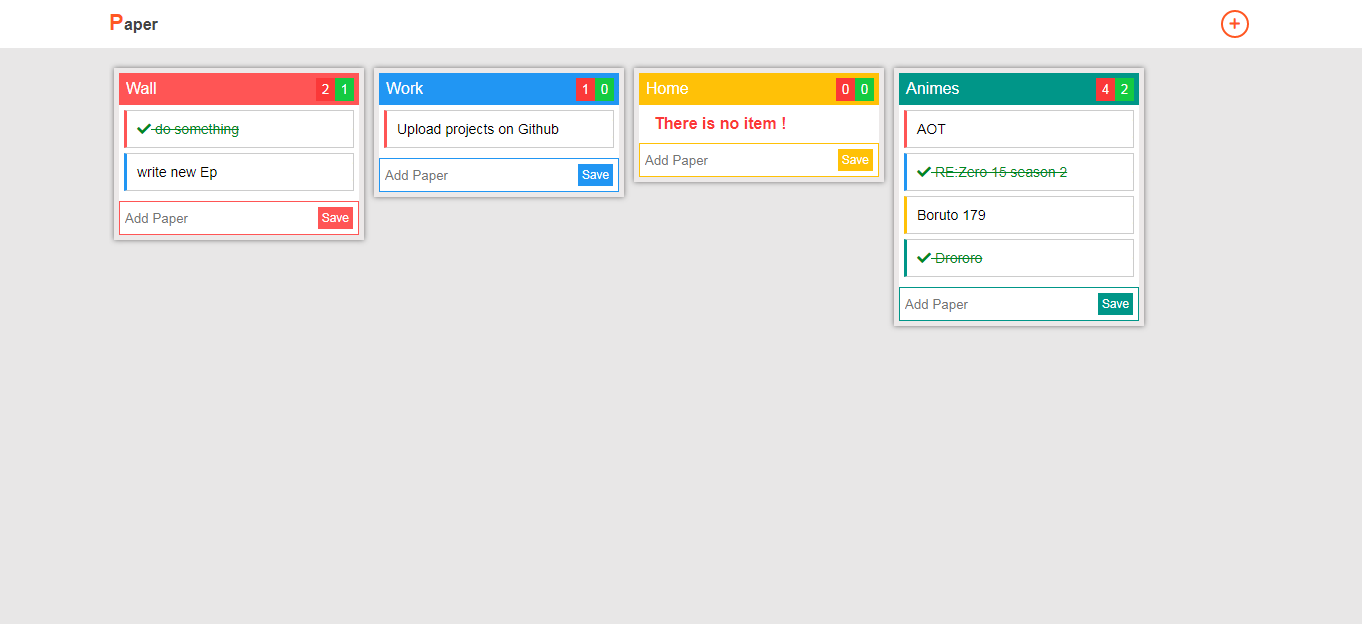 Paper
Wall 2 1
do something
write new Ep
Add Paper Save
Work 1 0
Upload projects on Github
Add Paper Save
Home 0 0
There is no item !
Add Paper Save
Animes 4 2
AOT
RE:Zero 15 season 2
Boruto 179
Drororo
Add Paper Save